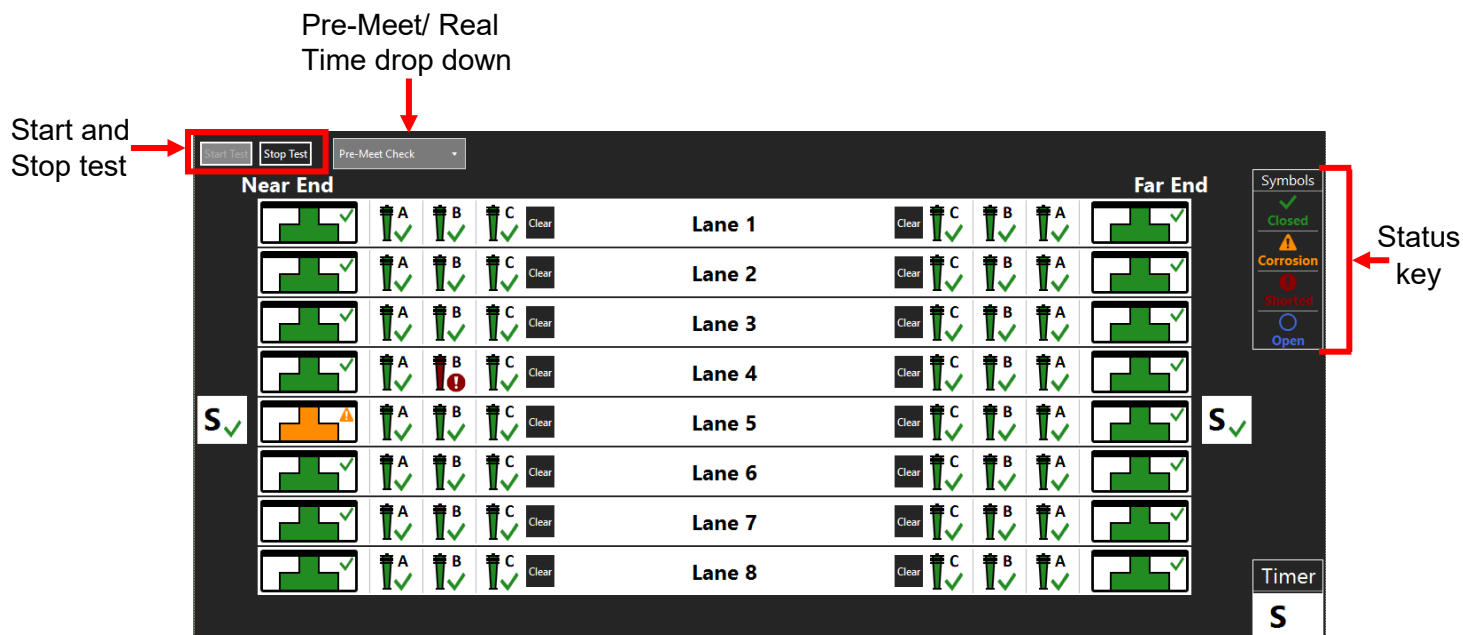 Pre-Meet/ Real
Time drop down
Start and
Stop test
Start Test Stop Test Pre-Meet Check
Near End Far End
Symbols
Closed
Corrosion
Shorted
Open
Status
key
A B C Clear Lane 1 Clear C B A
A B C Clear Lane 2 Clear C B A
A B C Clear Lane 3 Clear C B A
A B C Clear Lane 4 Clear C B A
S A B C Clear Lane 5 Clear C B A S
A B C Clear Lane 6 Clear C B A
A B C Clear Lane 7 Clear C B A
A B C Clear Lane 8 Clear C B A
Timer
S